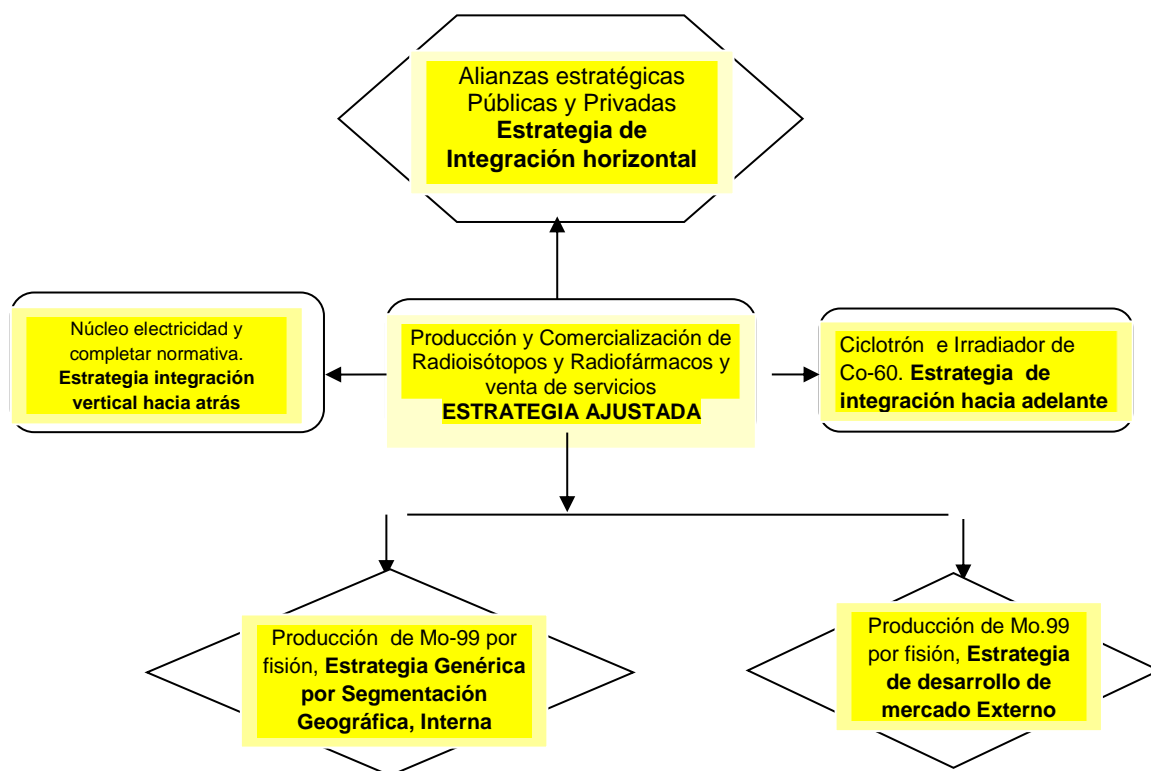 Alianzas estratégicas
Públicas y Privadas
Estrategia de
Integración horizontal
Núcleo electricidad y
completar normativa.
Estrategia integración
vertical hacia atrás
Producción y Comercialización de
Radioisótopos y Radiofármacos y
venta de servicios
ESTRATEGIA AJUSTADA
Ciclotrón e Irradiador de
Co-60. Estrategia de
integración hacia adelante
Producción de Mo-99 por
fisión, Estrategia Genérica
por Segmentación
Geográfica, Interna
Producción de Mo.99
por fisión, Estrategia
de desarrollo de
mercado Externo